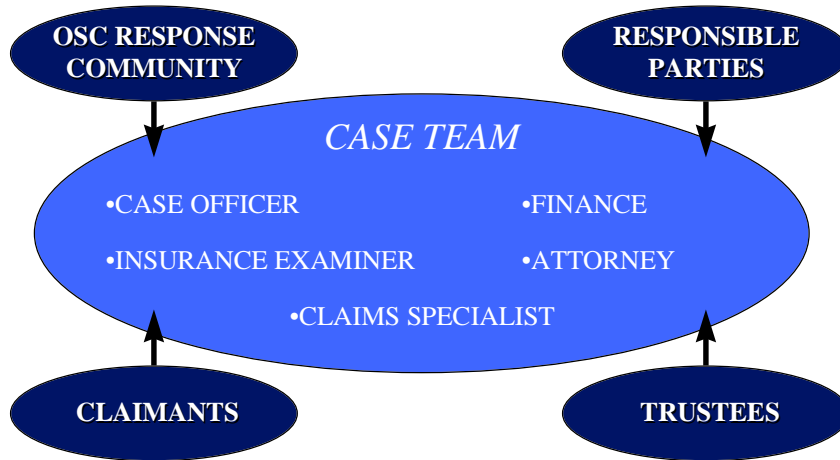 OSC RESPONSE
COMMUNITY
RESPONSIBLE
PARTIES
CASE TEAM
•CASE OFFICER
•FINANCE
•INSURANCE EXAMINER
•ATTORNEY
•CLAIMS SPECIALIST
CLAIMANTS
TRUSTEES